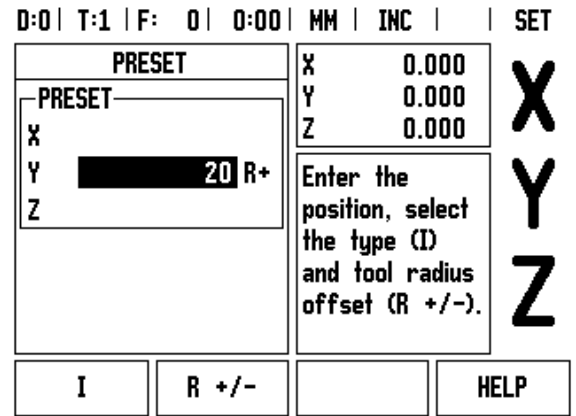 D:0 | T:1 | F: 0 | 0:00 | MM | INC | | SET
PRESET
PRESET
X
Y 20 R+
Z
X 0.000
Y 0.000
Z 0.000
Enter the
position, select
the type (I)
and tool radius
offset (R +/-).
X
Y
Z
I
R +/-
HELP